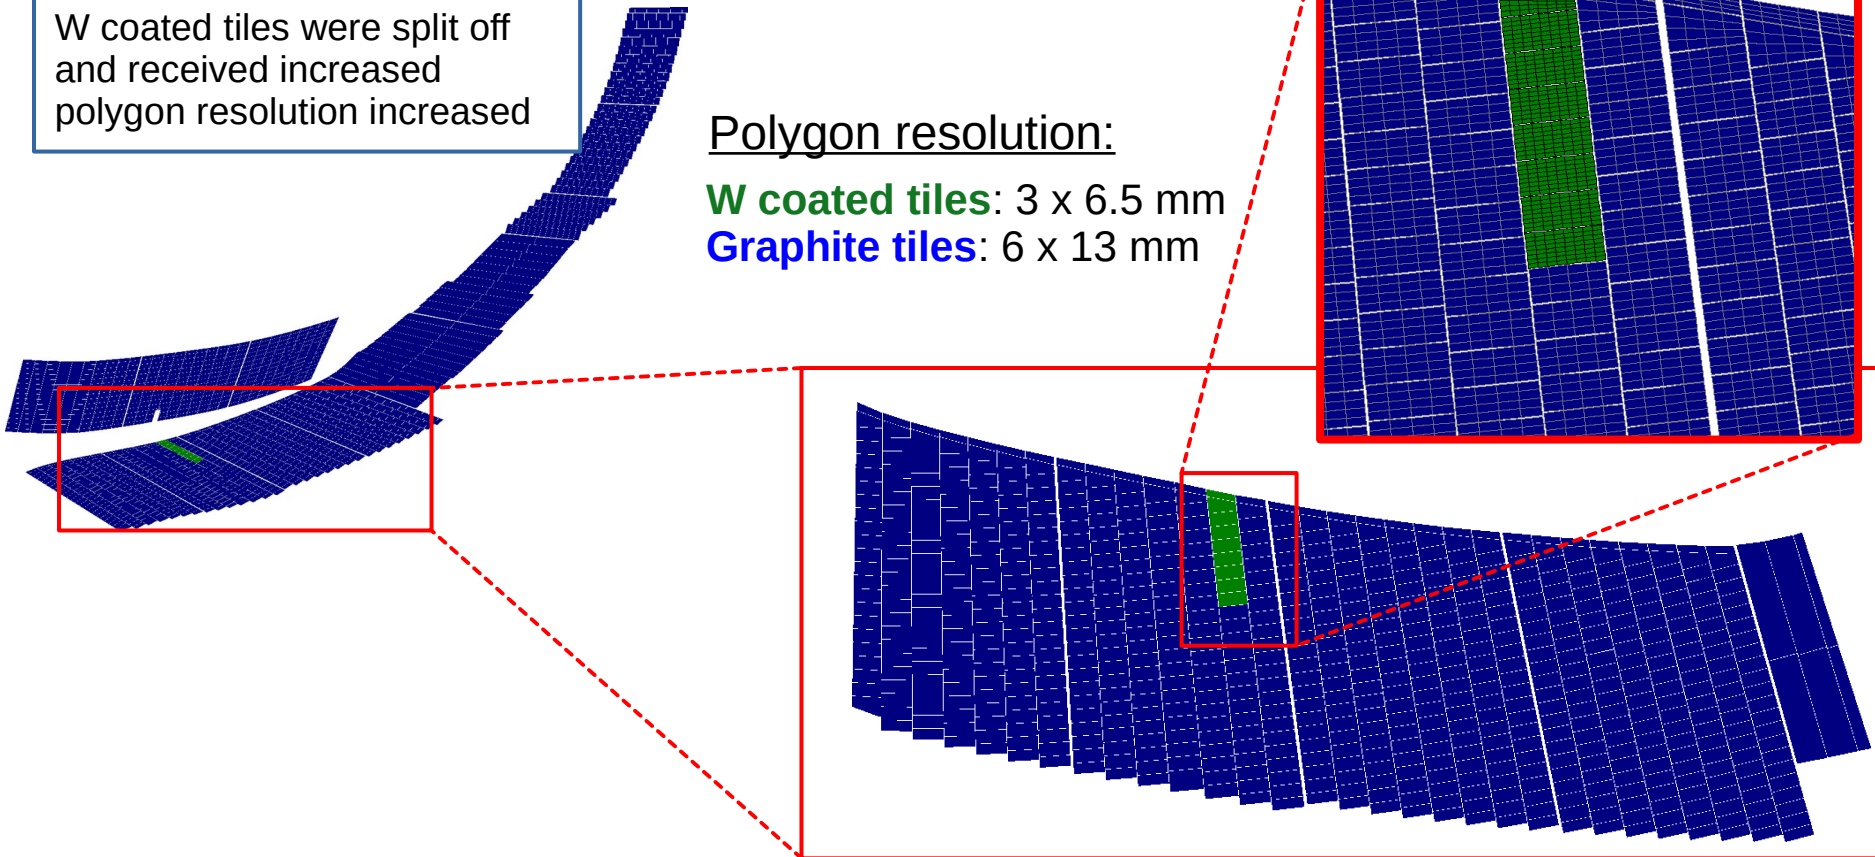 W coated tiles were split off
and received increased
polygon resolution increased
Polygon resolution:
W coated tiles: 3 x 6.5 mm
Graphite tiles: 6 x 13 mm